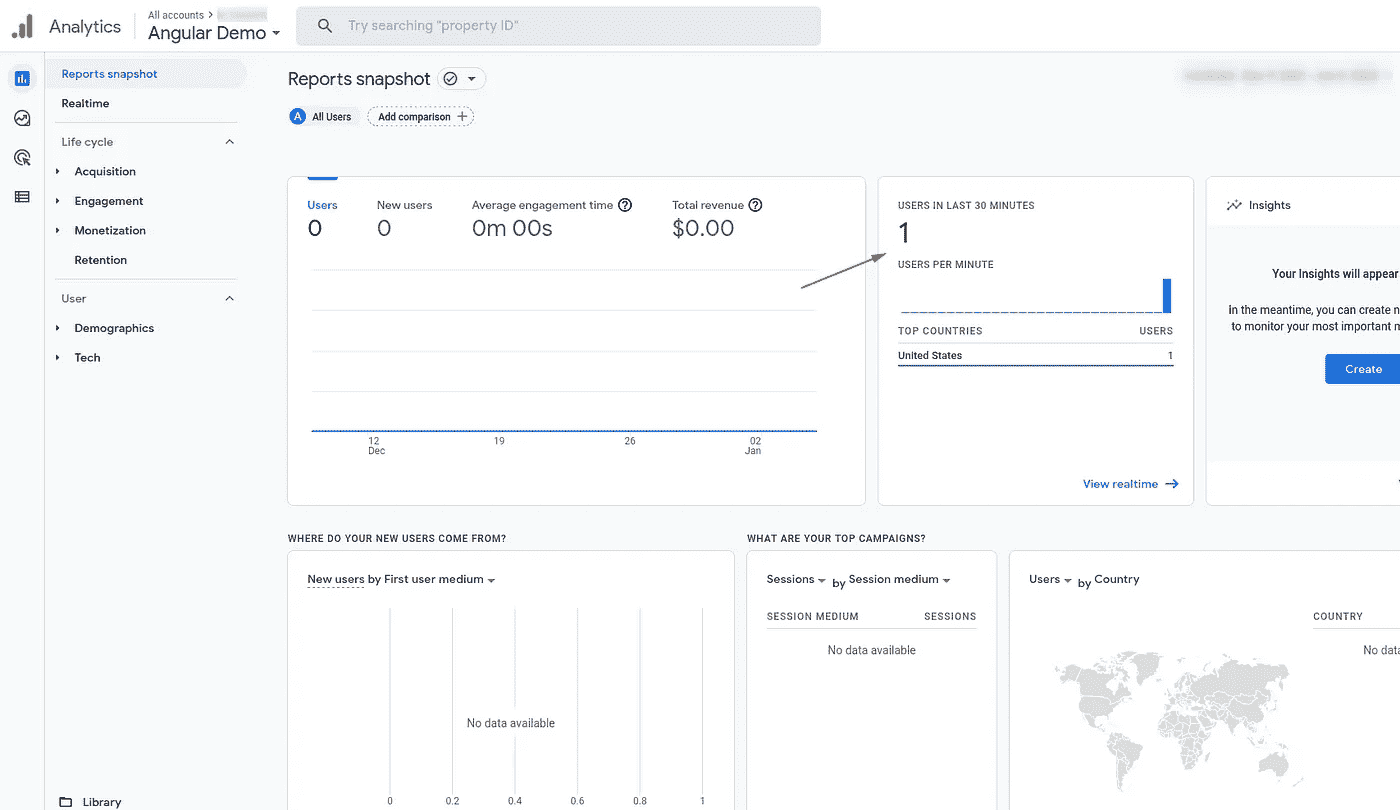 Analytics
All accounts >
Angular Demo
Try searching "property ID"
Reports snapshot
Realtime
Life cycle
Acquisition
Engagement
Monetization
Retention
User
Demographics
Tech
Library
Reports snapshot
A All Users
Add comparison +
Users
0
New users
0
Average engagement time ?
0m 00s
Total revenue ?
$0.00
12
Dec
19
26
02
Jan
USERS IN LAST 30 MINUTES
1
USERS PER MINUTE
TOP COUNTRIES USERS
United States 1
View realtime
Insights
Your Insights will appear
In the meantime, you can create
to monitor your most important
Create
WHERE DO YOUR NEW USERS COME FROM?
New users by First user medium
No data available
0 0.2 0.4 0.6 0.8 1
WHAT ARE YOUR TOP CAMPAIGNS?
Sessions by Session medium
SESSION MEDIUM SESSIONS
No data available
Users by Country
COUNTRY
No data